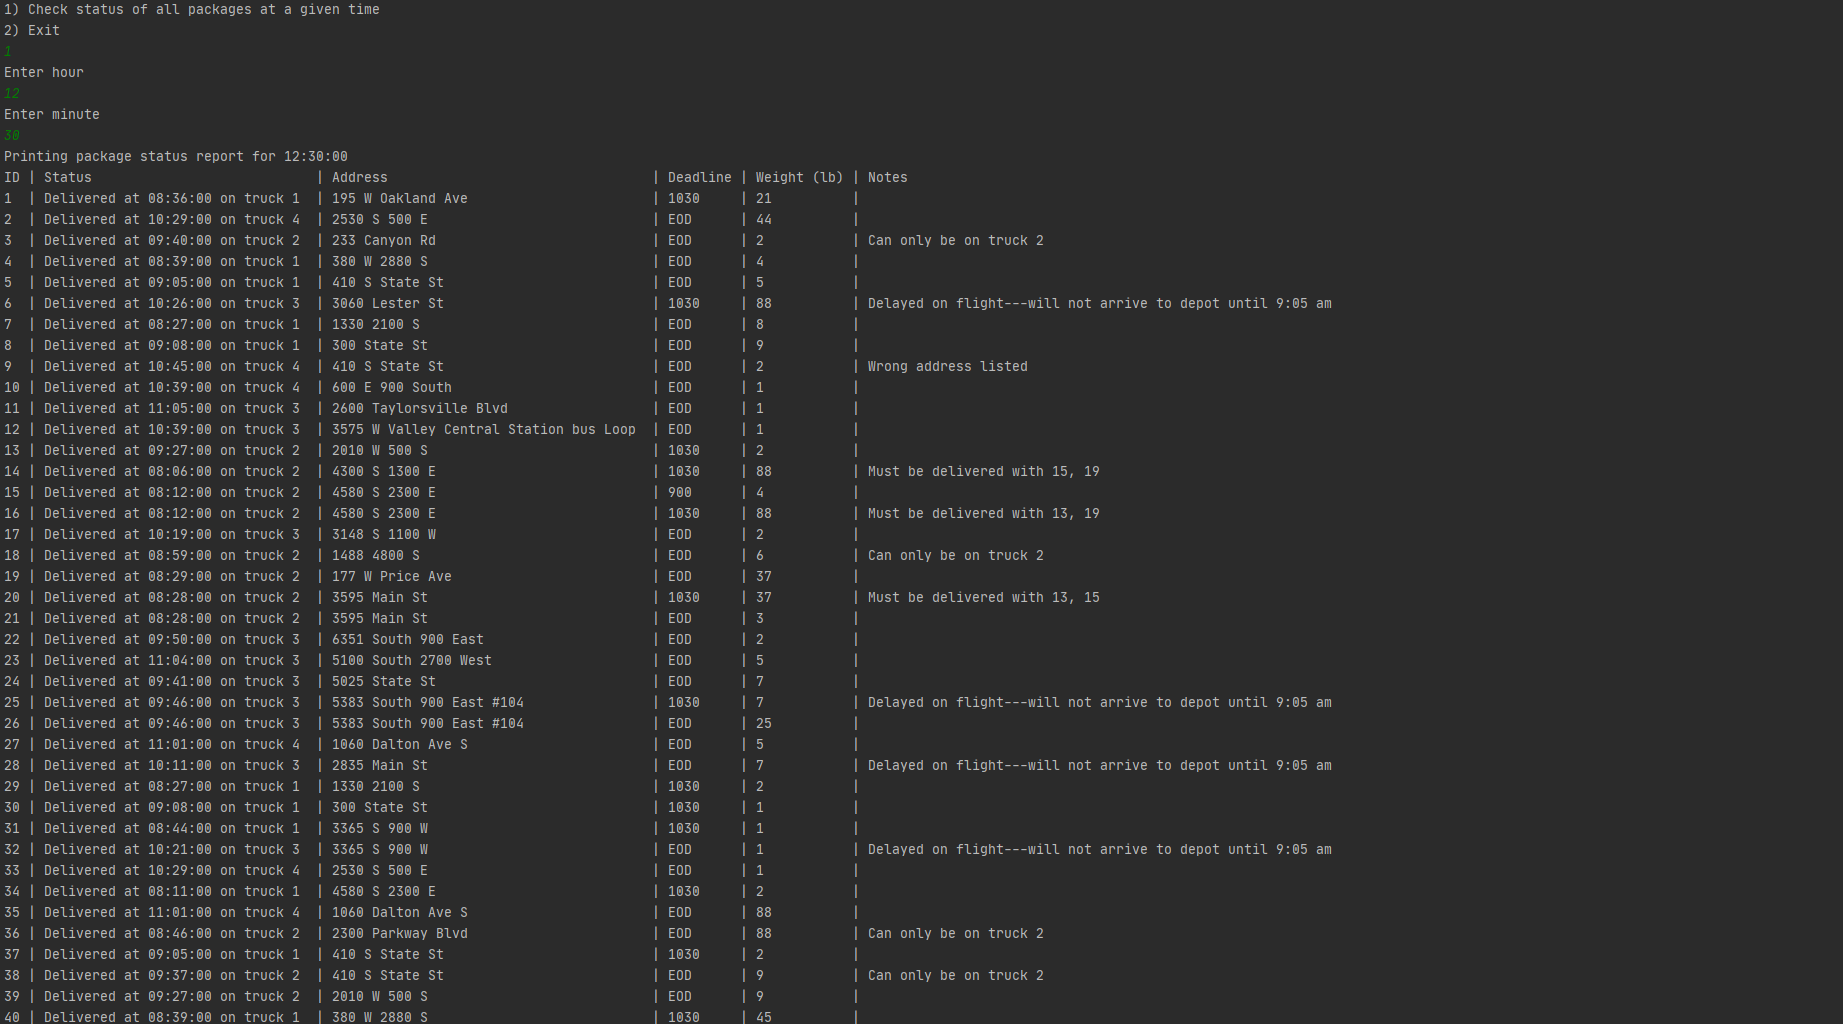 1) Check status of all packages at a given time
2) Exit
1
Enter hour
12
Enter minute
30
Printing package status report for 12:30:00
ID | Status                            | Address                                 | Deadline | Weight (lb) | Notes
1  | Delivered at 08:36:00 on truck 1  | 195 W Oakland Ave                       | 1030     | 21          |
2  | Delivered at 10:29:00 on truck 4  | 2530 S 500 E                            | EOD      | 44          |
3  | Delivered at 09:40:00 on truck 2  | 233 Canyon Rd                           | EOD      | 2           | Can only be on truck 2
4  | Delivered at 08:39:00 on truck 1  | 380 W 2880 S                            | EOD      | 4           |
5  | Delivered at 09:05:00 on truck 1  | 410 S State St                          | EOD      | 5           |
6  | Delivered at 10:26:00 on truck 3  | 3060 Lester St                          | 1030     | 88          | Delayed on flight---will not arrive to depot until 9:05 am
7  | Delivered at 08:27:00 on truck 1  | 1330 2100 S                             | EOD      | 8           |
8  | Delivered at 09:08:00 on truck 1  | 300 State St                            | EOD      | 9           |
9  | Delivered at 10:45:00 on truck 4  | 410 S State St                          | EOD      | 2           | Wrong address listed
10 | Delivered at 10:39:00 on truck 4  | 600 E 900 South                         | EOD      | 1           |
11 | Delivered at 11:05:00 on truck 3  | 2600 Taylorsville Blvd                  | EOD      | 1           |
12 | Delivered at 10:39:00 on truck 3  | 3575 W Valley Central Station bus Loop  | EOD      | 1           |
13 | Delivered at 09:27:00 on truck 2  | 2010 W 500 S                            | 1030     | 2           |
14 | Delivered at 08:06:00 on truck 2  | 4300 S 1300 E                           | 1030     | 88          | Must be delivered with 15, 19
15 | Delivered at 08:12:00 on truck 2  | 4580 S 2300 E                           | 900      | 4           |
16 | Delivered at 08:12:00 on truck 2  | 4580 S 2300 E                           | 1030     | 88          | Must be delivered with 13, 19
17 | Delivered at 10:19:00 on truck 3  | 3148 S 1100 W                           | EOD      | 2           |
18 | Delivered at 08:59:00 on truck 2  | 1488 4800 S                             | EOD      | 6           | Can only be on truck 2
19 | Delivered at 08:29:00 on truck 2  | 177 W Price Ave                         | EOD      | 37          |
20 | Delivered at 08:28:00 on truck 2  | 3595 Main St                            | 1030     | 37          | Must be delivered with 13, 15
21 | Delivered at 08:28:00 on truck 2  | 3595 Main St                            | EOD      | 3           |
22 | Delivered at 09:50:00 on truck 3  | 6351 South 900 East                     | EOD      | 2           |
23 | Delivered at 11:04:00 on truck 3  | 5100 South 2700 West                    | EOD      | 5           |
24 | Delivered at 09:41:00 on truck 3  | 5025 State St                           | EOD      | 7           |
25 | Delivered at 09:46:00 on truck 3  | 5383 South 900 East #104                | 1030     | 7           | Delayed on flight---will not arrive to depot until 9:05 am
26 | Delivered at 09:46:00 on truck 3  | 5383 South 900 East #104                | EOD      | 25          |
27 | Delivered at 11:01:00 on truck 4  | 1060 Dalton Ave S                       | EOD      | 5           |
28 | Delivered at 10:11:00 on truck 3  | 2835 Main St                            | EOD      | 7           | Delayed on flight---will not arrive to depot until 9:05 am
29 | Delivered at 08:27:00 on truck 1  | 1330 2100 S                             | 1030     | 2           |
30 | Delivered at 09:08:00 on truck 1  | 300 State St                            | 1030     | 1           |
31 | Delivered at 08:44:00 on truck 1  | 3365 S 900 W                            | 1030     | 1           |
32 | Delivered at 10:21:00 on truck 3  | 3365 S 900 W                            | EOD      | 1           | Delayed on flight---will not arrive to depot until 9:05 am
33 | Delivered at 10:29:00 on truck 4  | 2530 S 500 E                            | EOD      | 1           |
34 | Delivered at 08:11:00 on truck 1  | 4580 S 2300 E                           | 1030     | 2           |
35 | Delivered at 11:01:00 on truck 4  | 1060 Dalton Ave S                       | EOD      | 88          |
36 | Delivered at 08:46:00 on truck 2  | 2300 Parkway Blvd                       | EOD      | 88          | Can only be on truck 2
37 | Delivered at 09:05:00 on truck 1  | 410 S State St                          | 1030     | 2           |
38 | Delivered at 09:37:00 on truck 2  | 410 S State St                          | EOD      | 9           | Can only be on truck 2
39 | Delivered at 09:27:00 on truck 2  | 2010 W 500 S                            | EOD      | 9           |
40 | Delivered at 08:39:00 on truck 1  | 380 W 2880 S                            | 1030     | 45          |